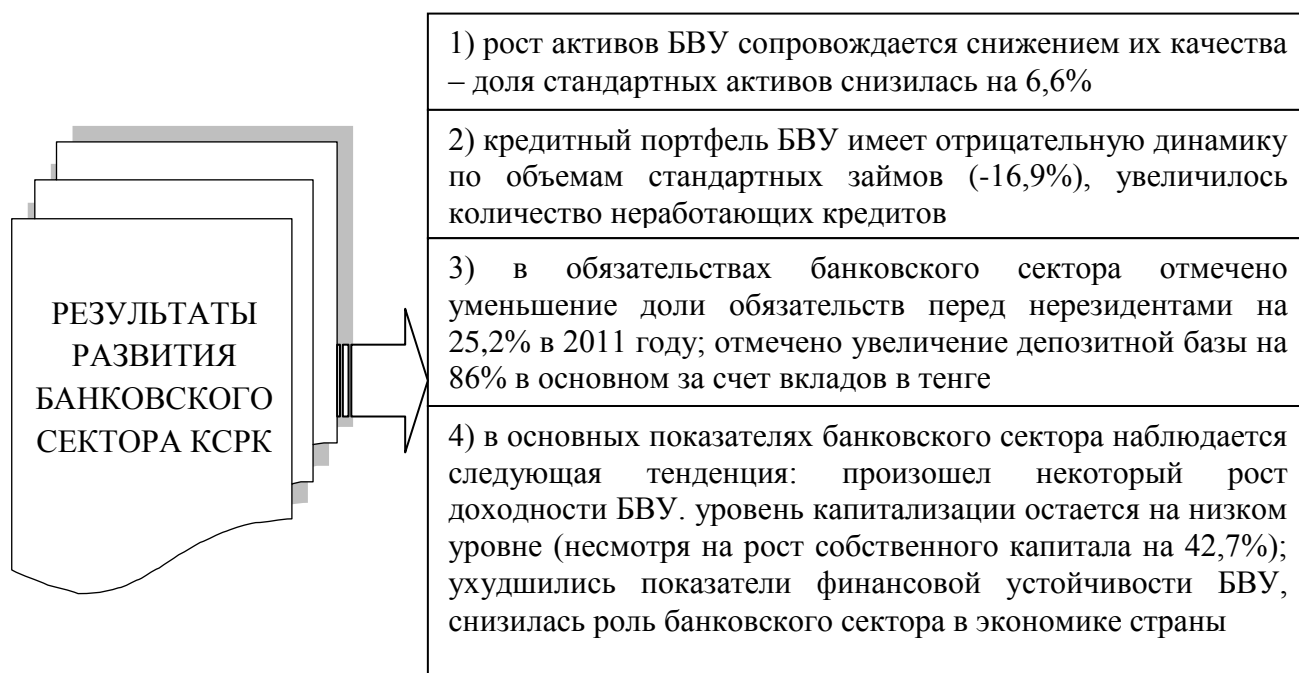 РЕЗУЛЬТАТЫ
РАЗВИТИЯ
БАНКОВСКОГО
СЕКТОРА КСРК
1) рост активов БВУ сопровождается снижением их качества
– доля стандартных активов снизилась на 6,6%
2) кредитный портфель БВУ имеет отрицательную динамику
по объемам стандартных займов (-16,9%), увеличилось
количество неработающих кредитов
3) в обязательствах банковского сектора отмечено
уменьшение доли обязательств перед нерезидентами на
25,2% в 2011 году; отмечено увеличение депозитной базы на
86% в основном за счет вкладов в тенге
4) в основных показателях банковского сектора наблюдается
следующая тенденция: произошел некоторый рост
доходности БВУ. уровень капитализации остается на низком
уровне (несмотря на рост собственного капитала на 42,7%);
ухудшились показатели финансовой устойчивости БВУ,
снизилась роль банковского сектора в экономике страны